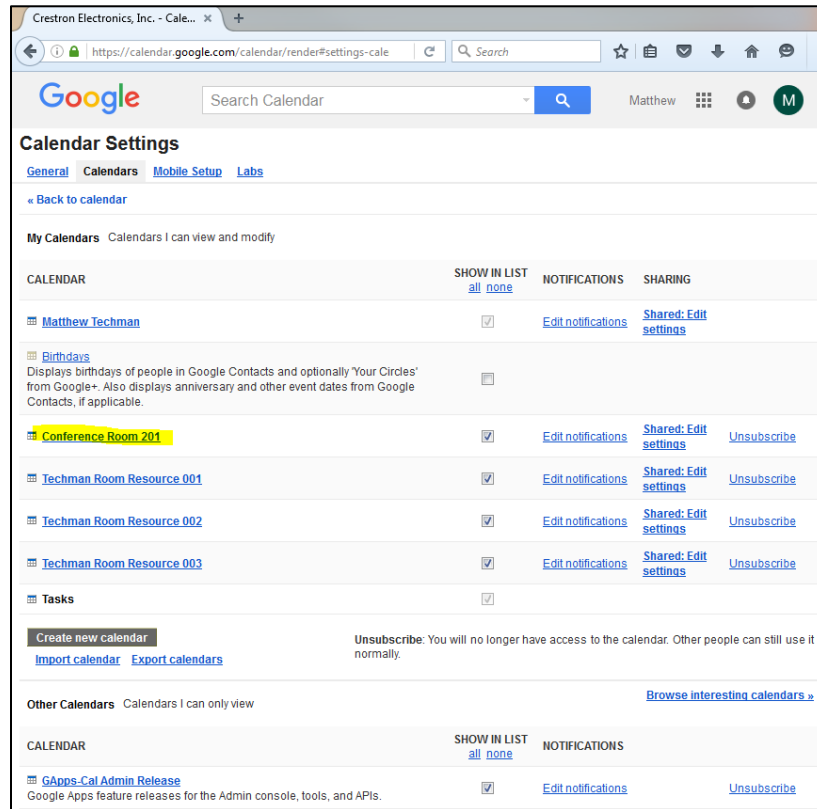 Crestron Electronics, Inc. - Cale... × +
https://calendar.google.com/calendar/render#settings-cale Search
Google Search Calendar Matthew M
Calendar Settings
General Calendars Mobile Setup Labs
« Back to calendar
My Calendars Calendars I can view and modify
CALENDAR SHOW IN LIST NOTIFICATIONS SHARING
all none
Matthew Techman Edit notifications Shared: Edit
settings
Birthdays
Displays birthdays of people in Google Contacts and optionally 'Your Circles'
from Google+. Also displays anniversary and other event dates from Google
Contacts, if applicable.
Conference Room 201 Edit notifications Shared: Edit Unsubscribe
settings
Techman Room Resource 001 Edit notifications Shared: Edit Unsubscribe
settings
Techman Room Resource 002 Edit notifications Shared: Edit Unsubscribe
settings
Techman Room Resource 003 Edit notifications Shared: Edit Unsubscribe
settings
Tasks
Create new calendar Unsubscribe: You will no longer have access to the calendar. Other people can still use it
normally.
Import calendar Export calendars
Browse interesting calendars »
Other Calendars Calendars I can only view
CALENDAR SHOW IN LIST NOTIFICATIONS
all none
GApps-Cal Admin Release Edit notifications Unsubscribe
Google Apps feature releases for the Admin console, tools, and APIs.